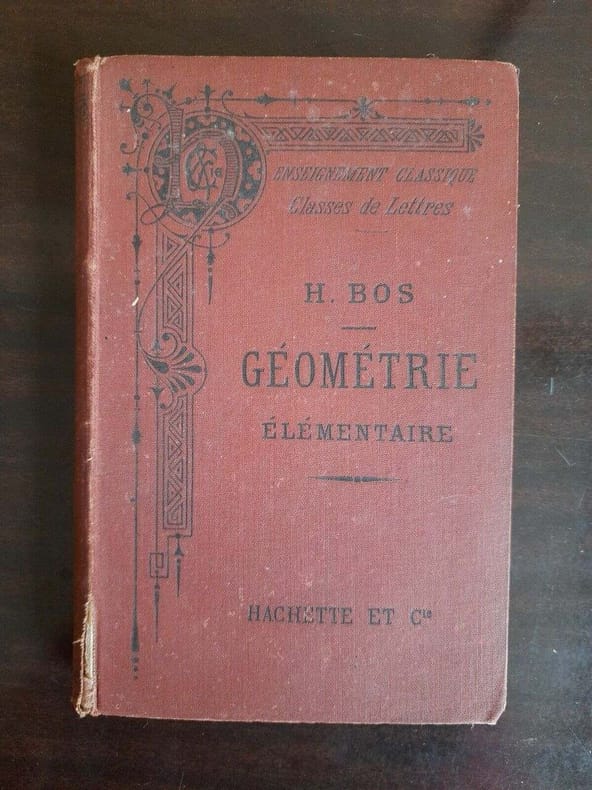 ENSEIGNEMENT CLASSIQUE
Classes de Lettres
H. BOS
GÉOMÉTRIE
ÉLÉMENTAIRE
HACHETTE ET Cie